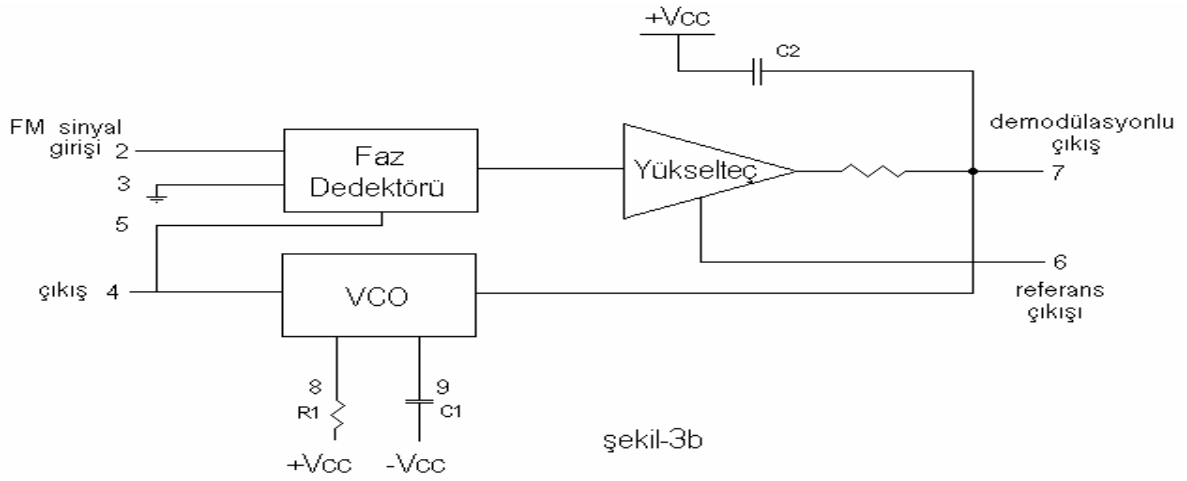 +Vcc
C2
FM sinyal
girişi 2
Faz
Dedektörü
Yükselteç
demodülasyonlu
çıkış
7
3
5
çıkış 4
VCO
6
referans
çıkışı
8
9
R1
C1
+Vcc
-Vcc
şekil-3b